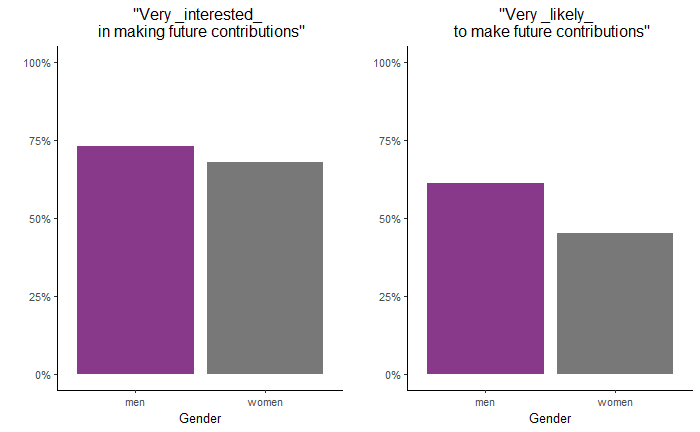 "Very _interested_
in making future contributions"
100%
75%
50%
25%
0%
men women
Gender
"Very _likely_
to make future contributions"
100%
75%
50%
25%
0%
men women
Gender